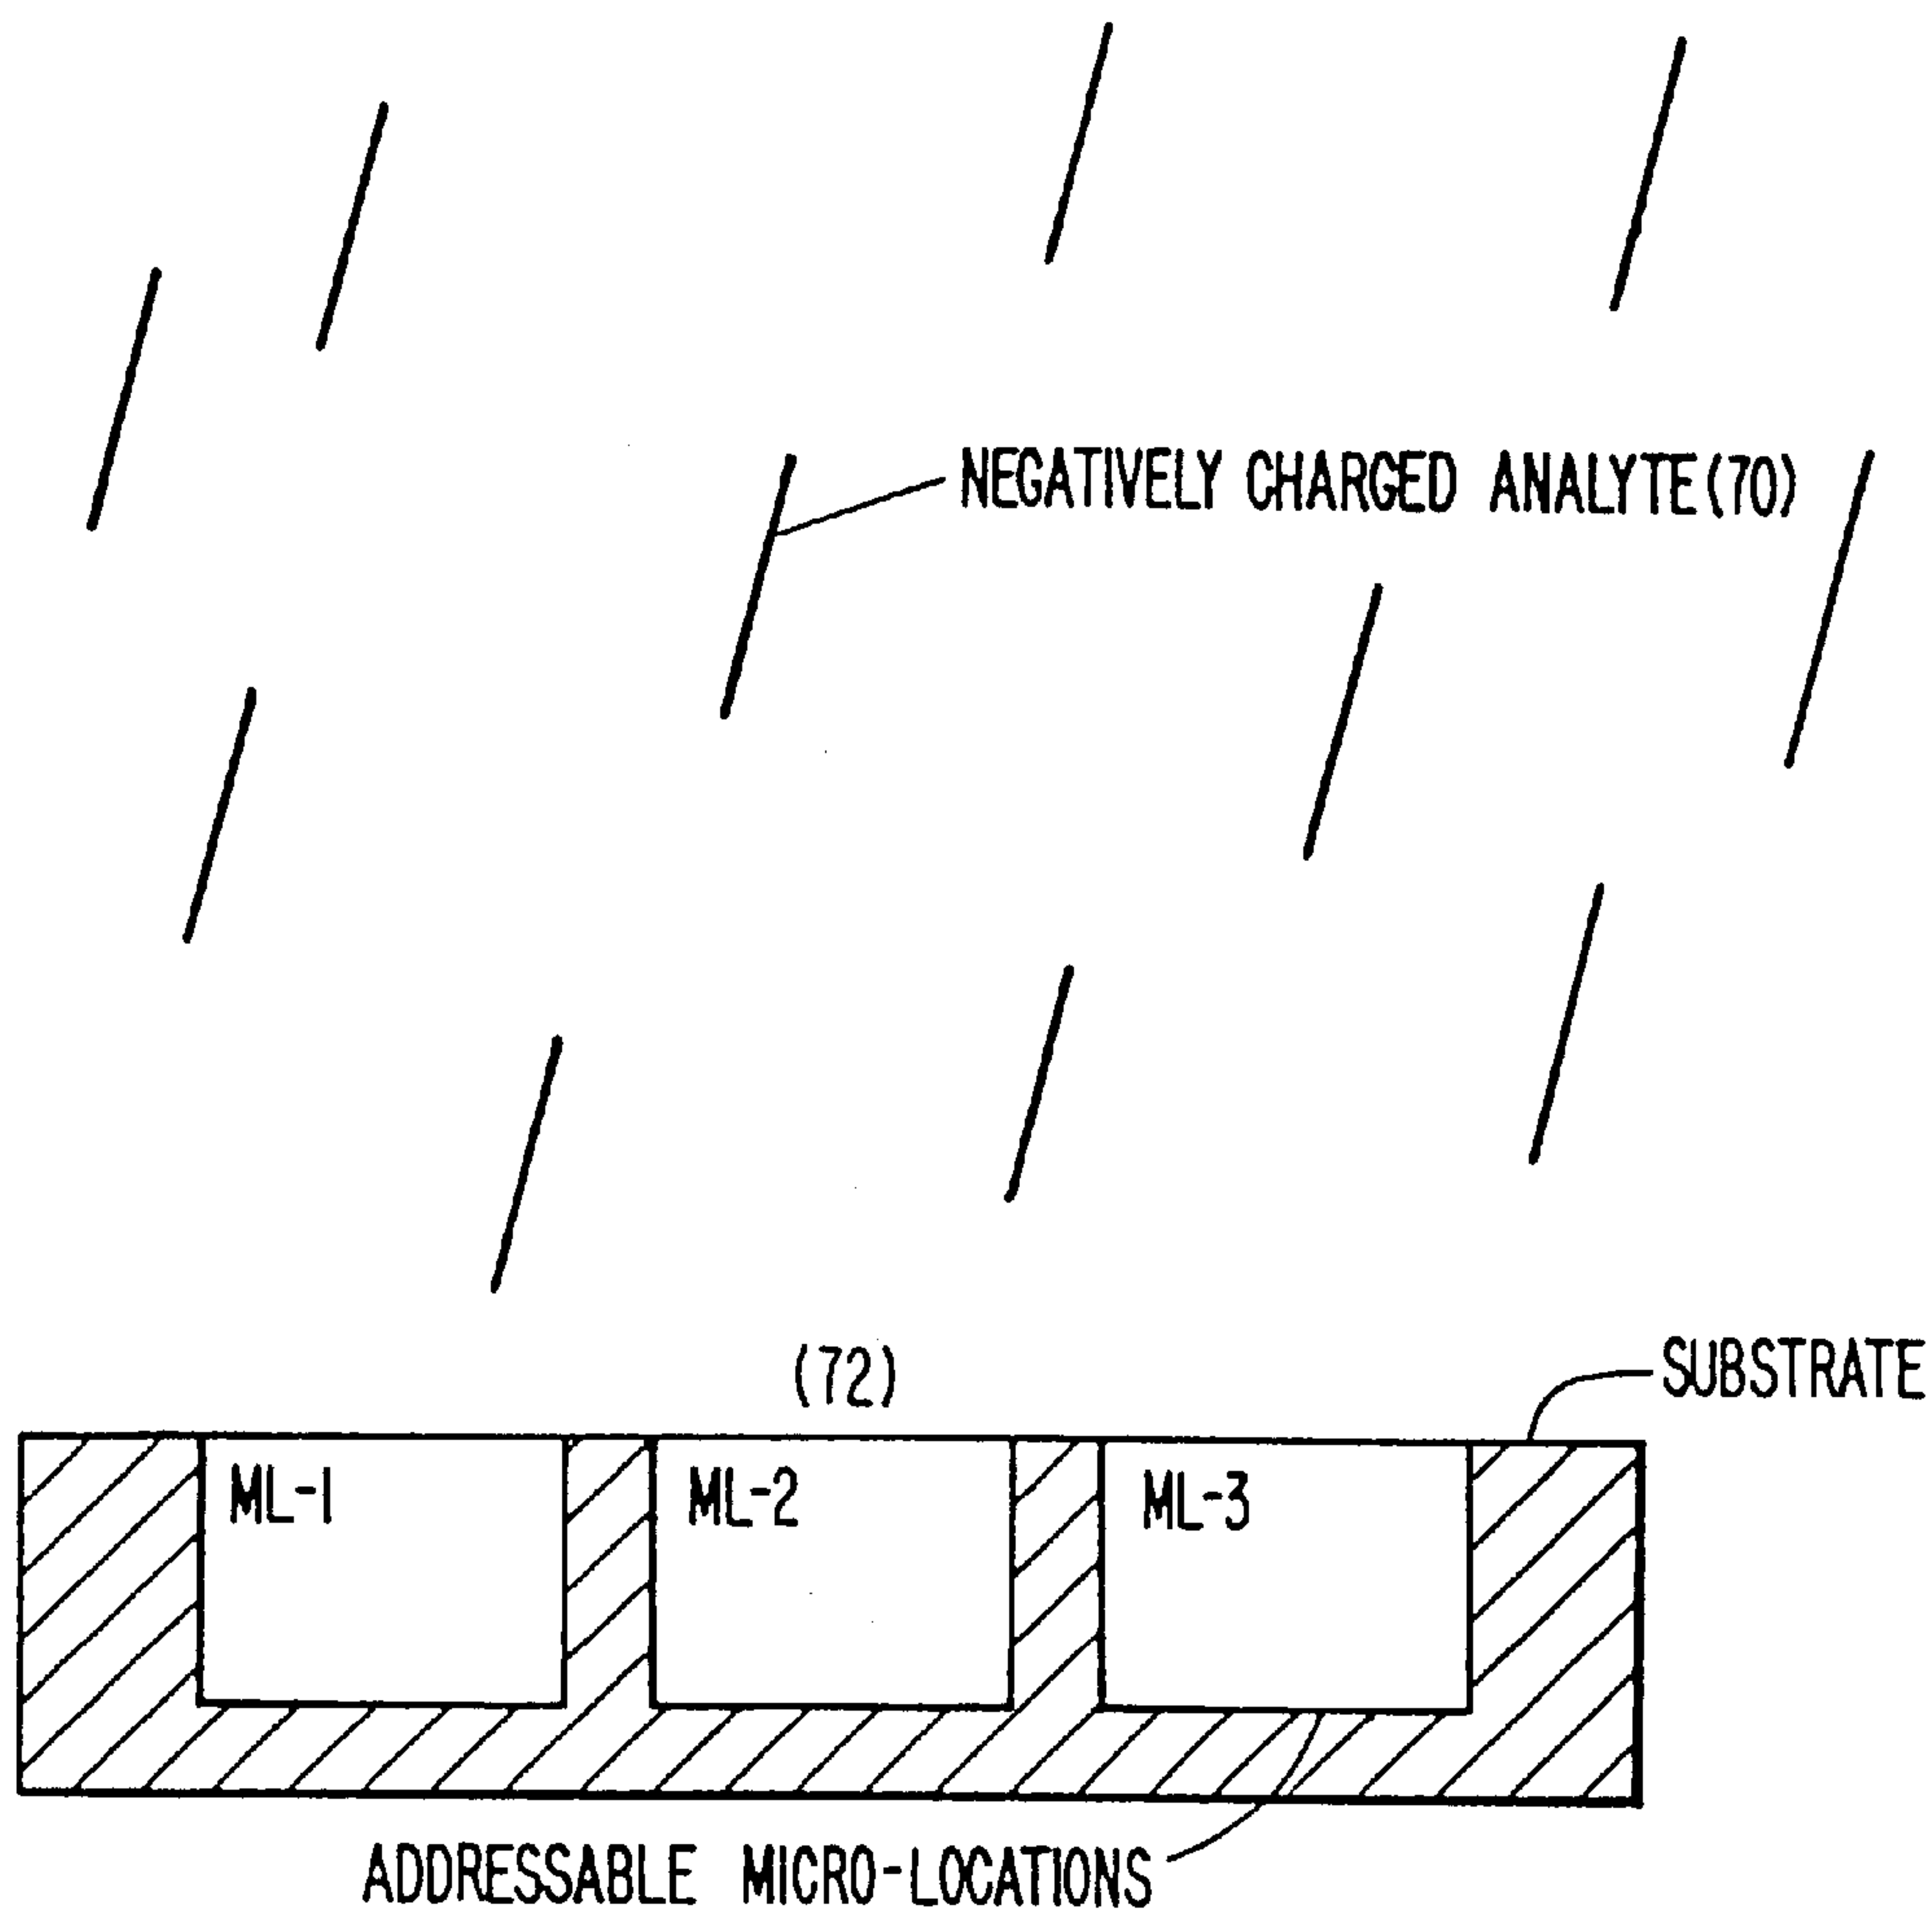 NEGATIVELY CHARGED ANALYTE(70)
(72)
SUBSTRATE
ML-1
ML-2
ML-3
ADDRESSABLE MICRO-LOCATIONS